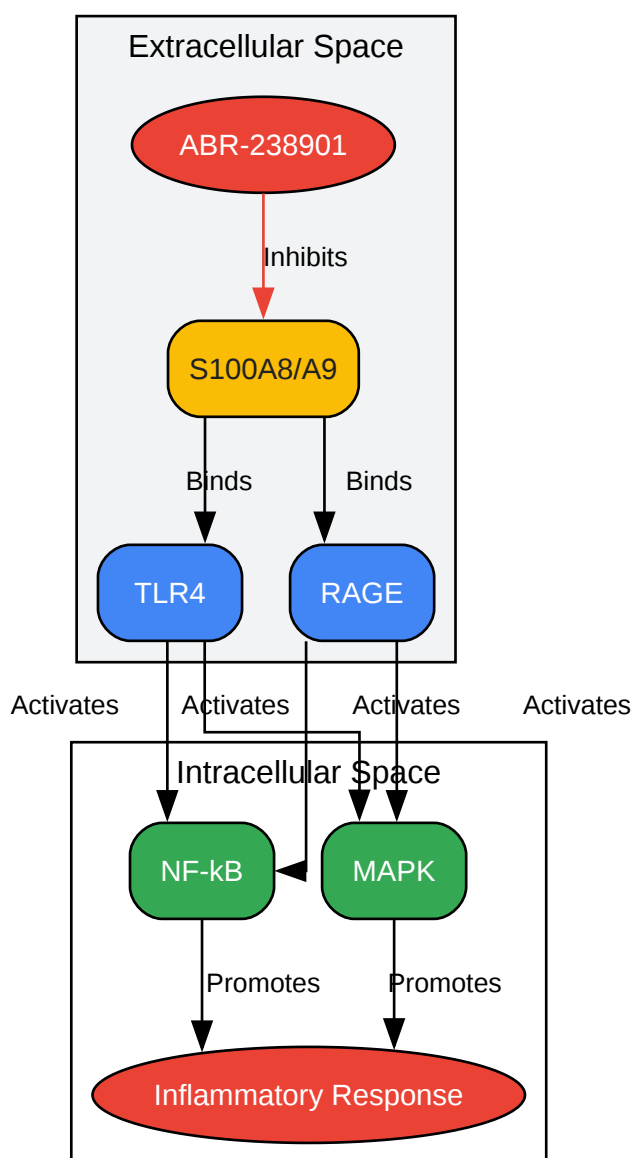 Extracellular Space
ABR-238901
Inhibits
S100A8/A9
Binds
Binds
TLR4
RAGE
Activates
Activates
Activates
Activates
Intracellular Space
NF-kB
MAPK
Promotes
Promotes
Inflammatory Response